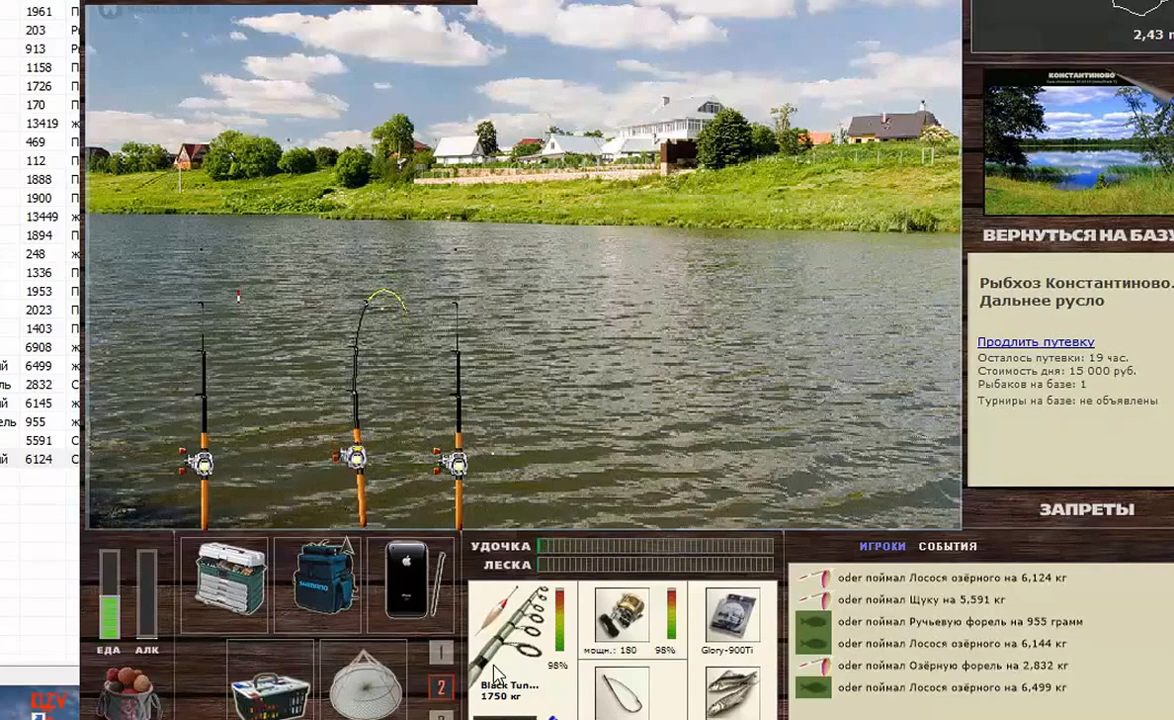 1961 П
203 Р
913 Р
1158 П
1726 П
170 П
13419 ж
469 П
112 П
1888 П
1900 П
13449 ж
1894 П
248 ж
1336 П
1953 П
2023 П
1403 П
6908 ж
й 6499 ж
ль 2832 С
й 6145 ж
ель 955 ж
5591 С
й 6124 С
2,43 м
КОНСТАНТИНОВО
ВЕРНУТЬСЯ НА БАЗУ
Рыбхоз Константиново.
Дальнее русло
Продлить путевку
Осталось путевки: 19 час.
Стоимость дня: 15 000 руб.
Рыбаков на базе: 1
Турниры на базе: не объявлены
ЗАПРЕТЫ
УДОЧКА
ЛЕСКА
ИГРОКИ СОБЫТИЯ
oder поймал Лосося озёрного на 6,124 кг
oder поймал Щуку на 5,591 кг
oder поймал Ручьевую форель на 955 грамм
oder поймал Лосося озёрного на 6,144 кг
oder поймал Озёрную форель на 2,832 кг
oder поймал Лосося озёрного на 6,499 кг
ЕДА АЛК
SHIMANO
1
2
98%
Black Tun...
1750 кг
мощн.: 180 98%
Glory-900Ti